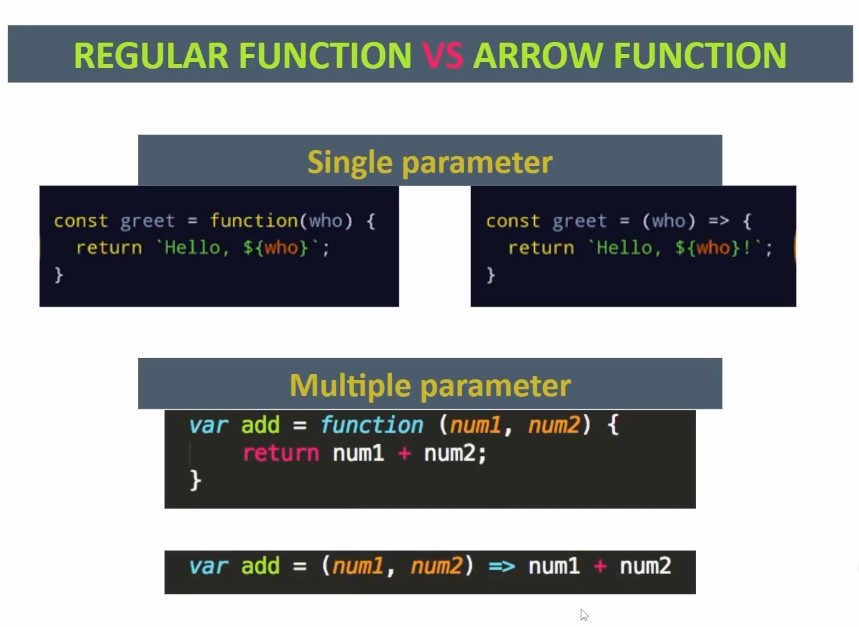 REGULAR FUNCTION VS ARROW FUNCTION
Single parameter
const greet = function(who) {
  return `Hello, ${who}`;
}
const greet = (who) => {
  return `Hello, ${who}!`;
}
Multiple parameter
var add = function (num1, num2) {
    return num1 + num2;
}
var add = (num1, num2) => num1 + num2